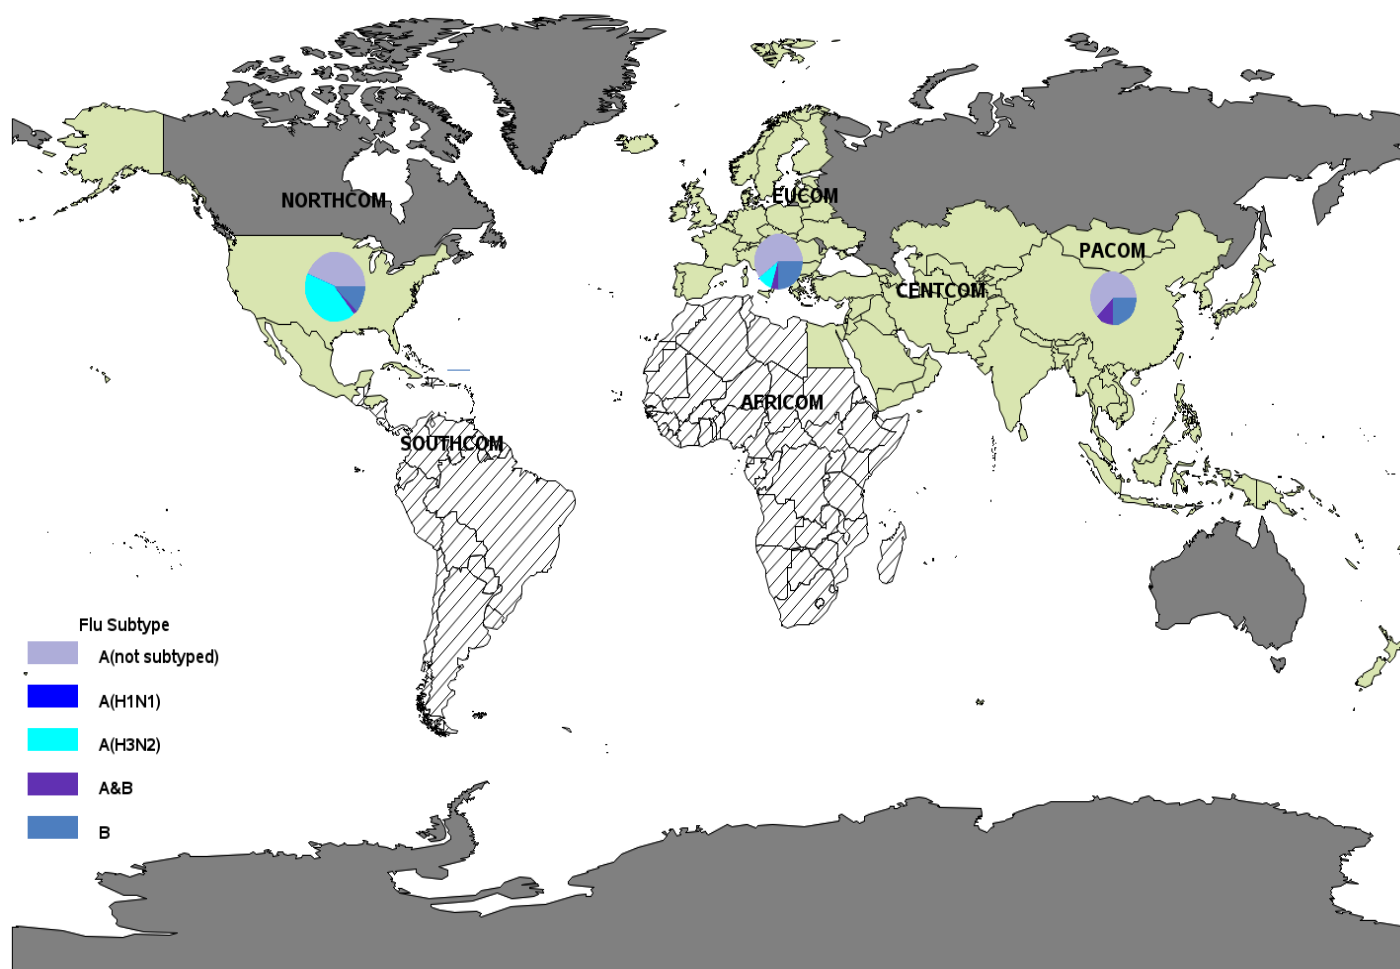 NORTHCOM
EUCOM
PACOM
CENTCOM
AFRICOM
SOUTHCOM
Flu Subtype
A(not subtyped)
A(H1N1)
A(H3N2)
A&B
B